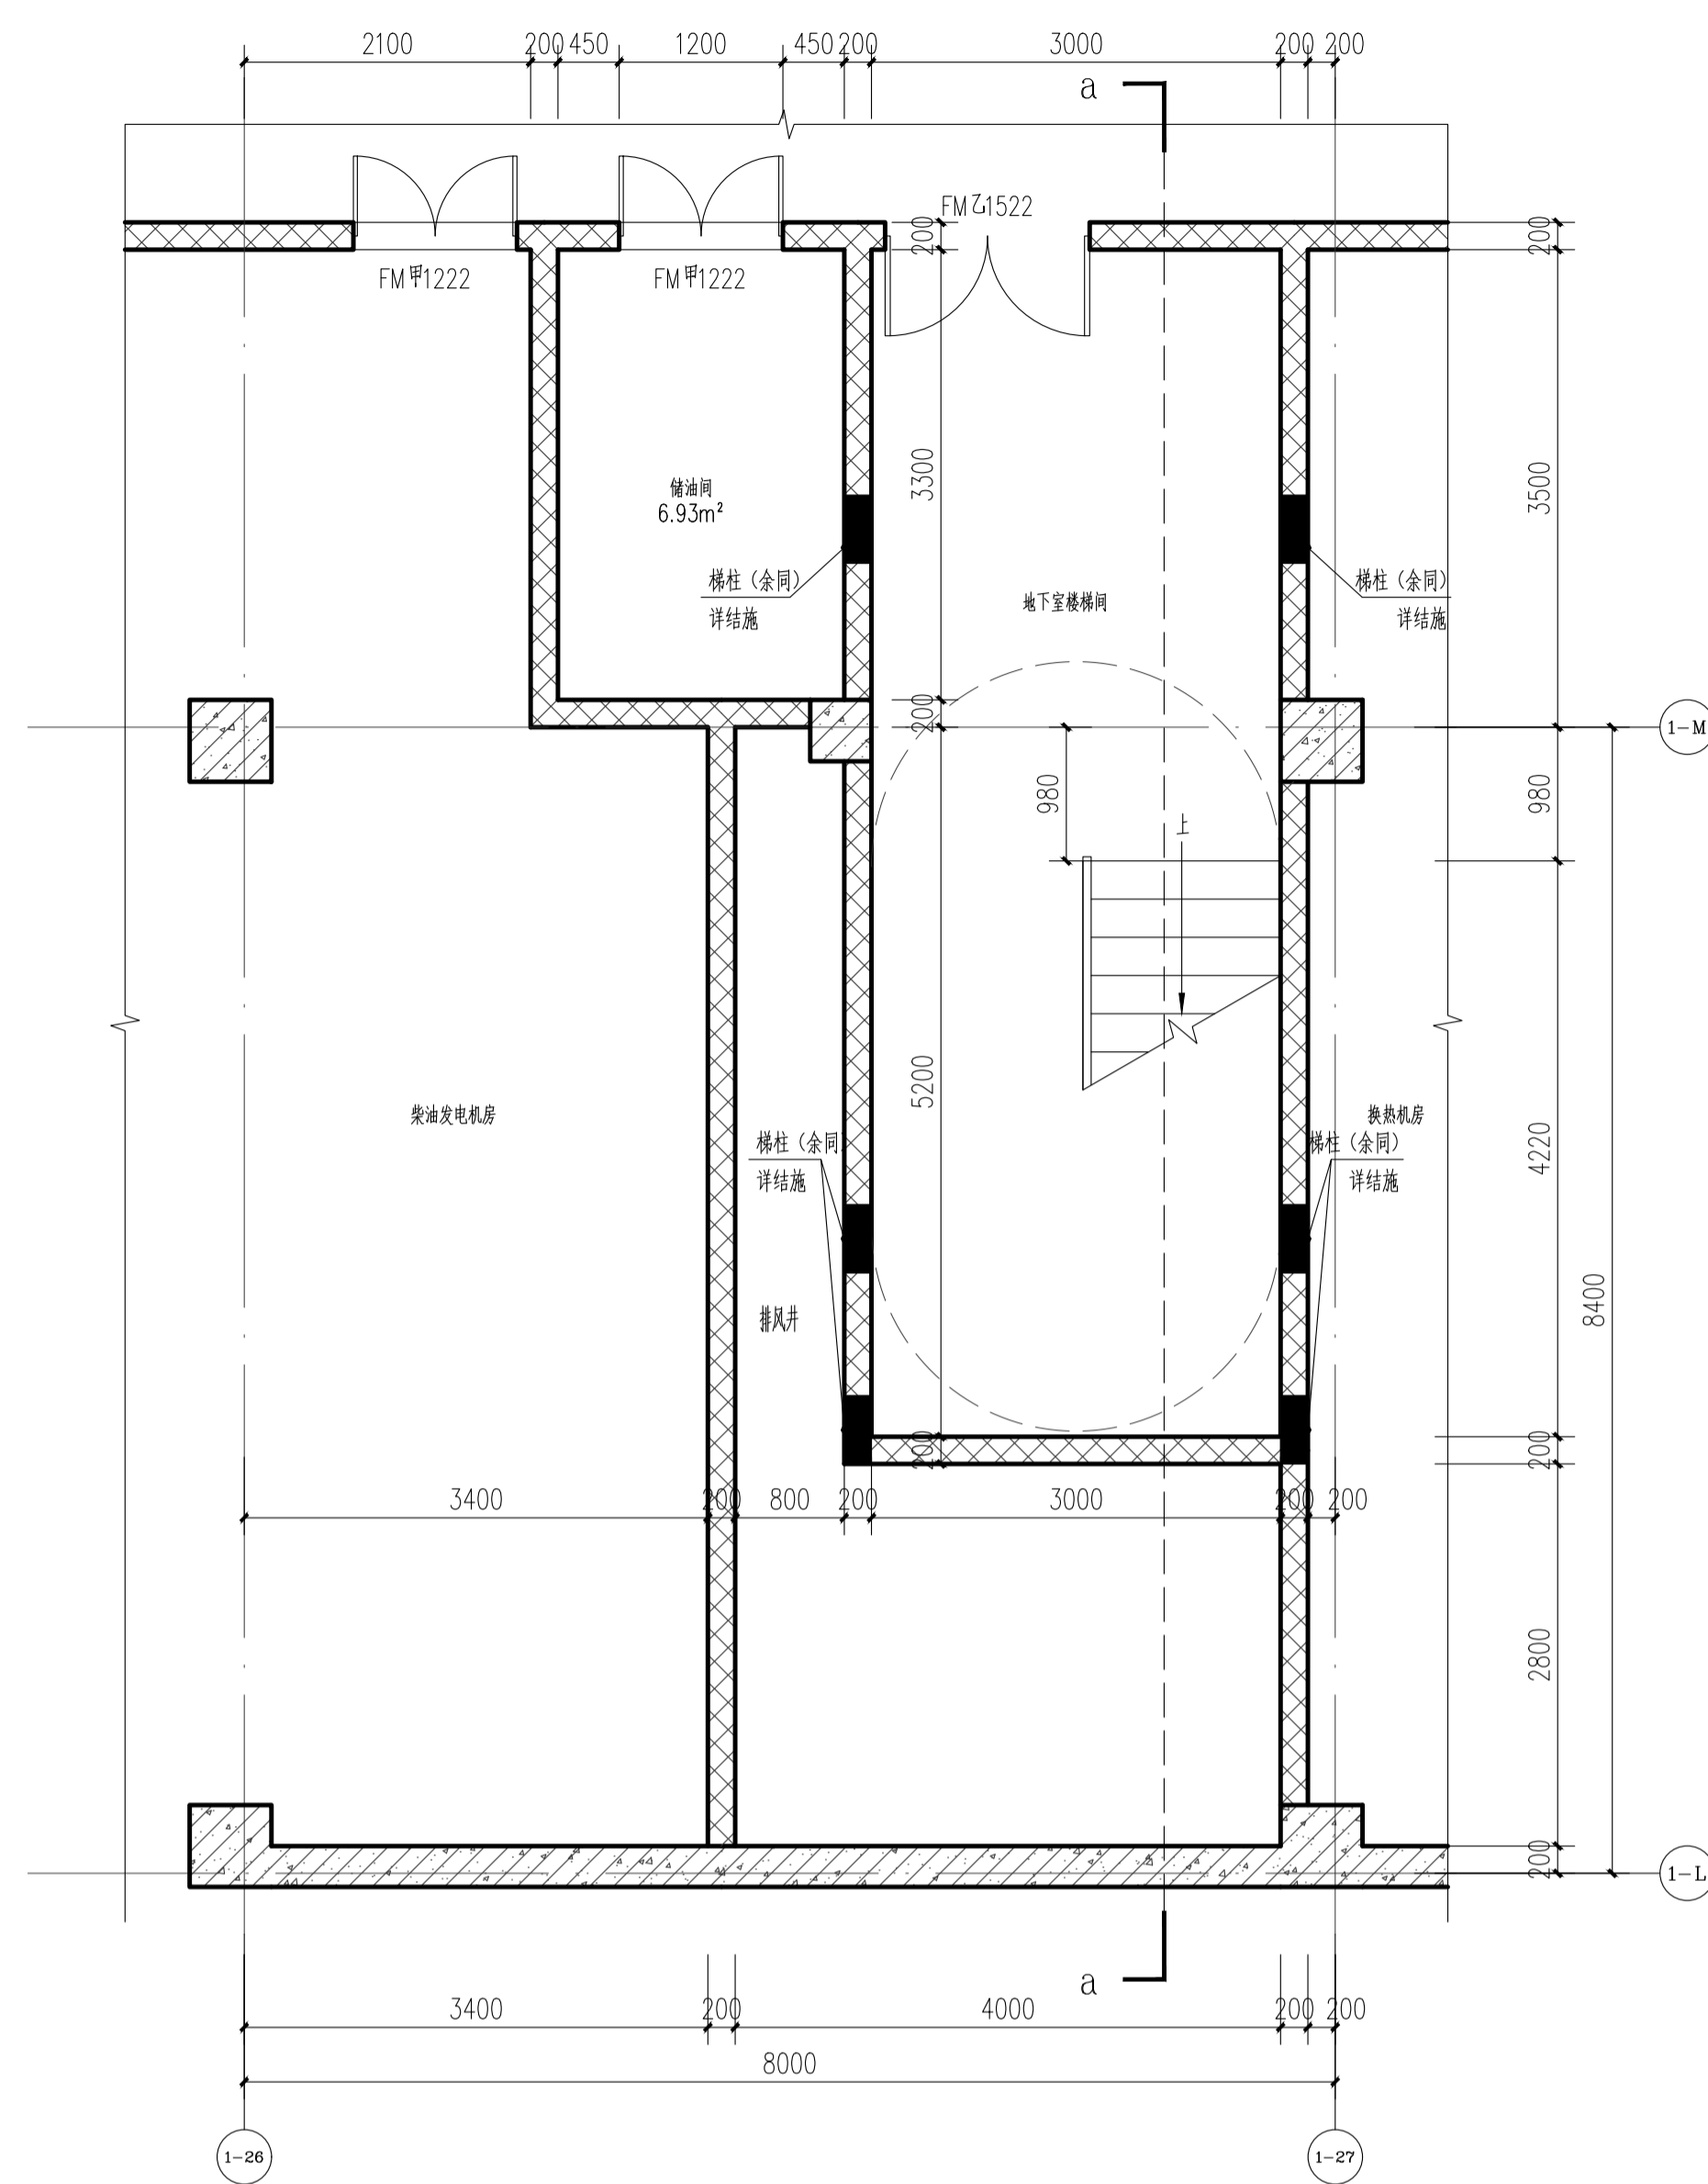 2100
200
450
1200
450
200
3000
200
200
a
FM乙1522
FM甲1222
FM甲1222
200
200
储油间
6.93m²
3300
3500
梯柱（余同）
详结施
地下室楼梯间
梯柱（余同）
详结施
200
1-M
980
980
上
5200
4220
柴油发电机房
换热机房
梯柱（余同）
详结施
梯柱（余同）
详结施
排风井
8400
200
200
3400
200
800
200
3000
200
200
2800
200
1-L
a
3400
200
4000
200
200
8000
1-26
1-27